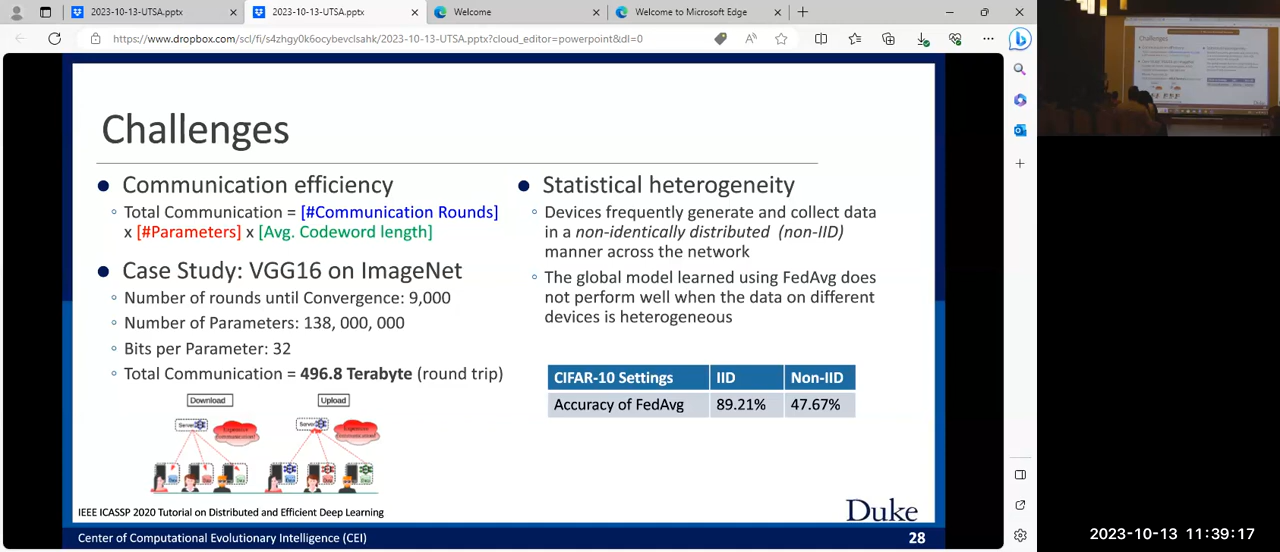 2023-10-13-UTSA.pptx
2023-10-13-UTSA.pptx
Welcome
Welcome to Microsoft Edge
https://www.dropbox.com/scl/fi/s4zhgy0k6ocybevclsahk/2023-10-13-UTSA.pptx?cloud_editor=powerpoint&dl=0
Challenges
Communication efficiency
Total Communication = [#Communication Rounds]
x [#Parameters] x [Avg. Codeword length]
Case Study: VGG16 on ImageNet
Number of rounds until Convergence: 9,000
Number of Parameters: 138, 000, 000
Bits per Parameter: 32
Total Communication = 496.8 Terabyte (round trip)
Download
Upload
Server
Server
Statistical heterogeneity
Devices frequently generate and collect data
in a non-identically distributed (non-IID)
manner across the network
The global model learned using FedAvg does
not perform well when the data on different
devices is heterogeneous
CIFAR-10 Settings IID Non-IID
Accuracy of FedAvg 89.21% 47.67%
IEEE ICASSP 2020 Tutorial on Distributed and Efficient Deep Learning
Duke
Center of Computational Evolutionary Intelligence (CEI)
28
Challenges
2023-10-13 11:39:17